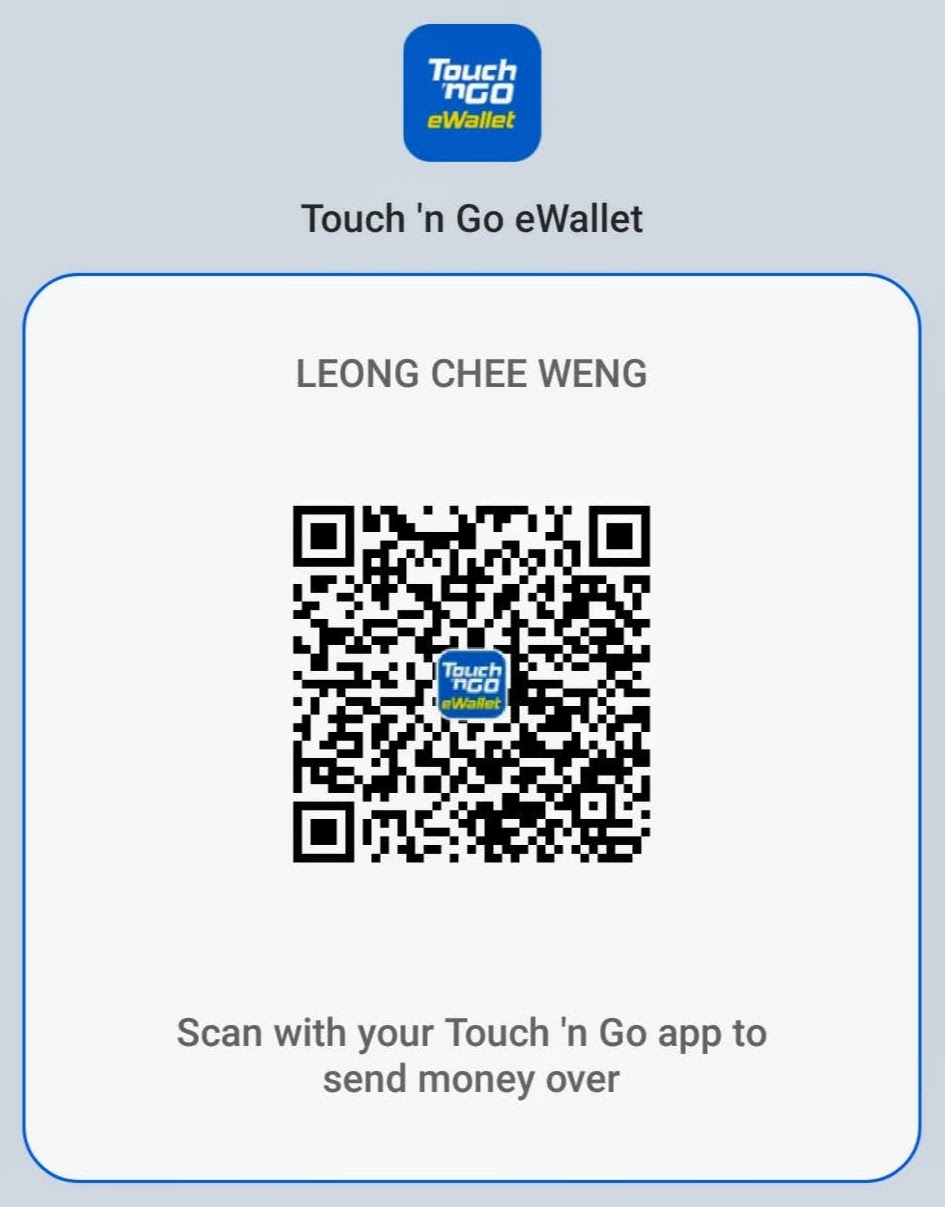 Touch
'nGO
eWallet
Touch 'n Go eWallet
LEONG CHEE WENG
Touch
'nGO
eWallet
Scan with your Touch 'n Go app to
send money over